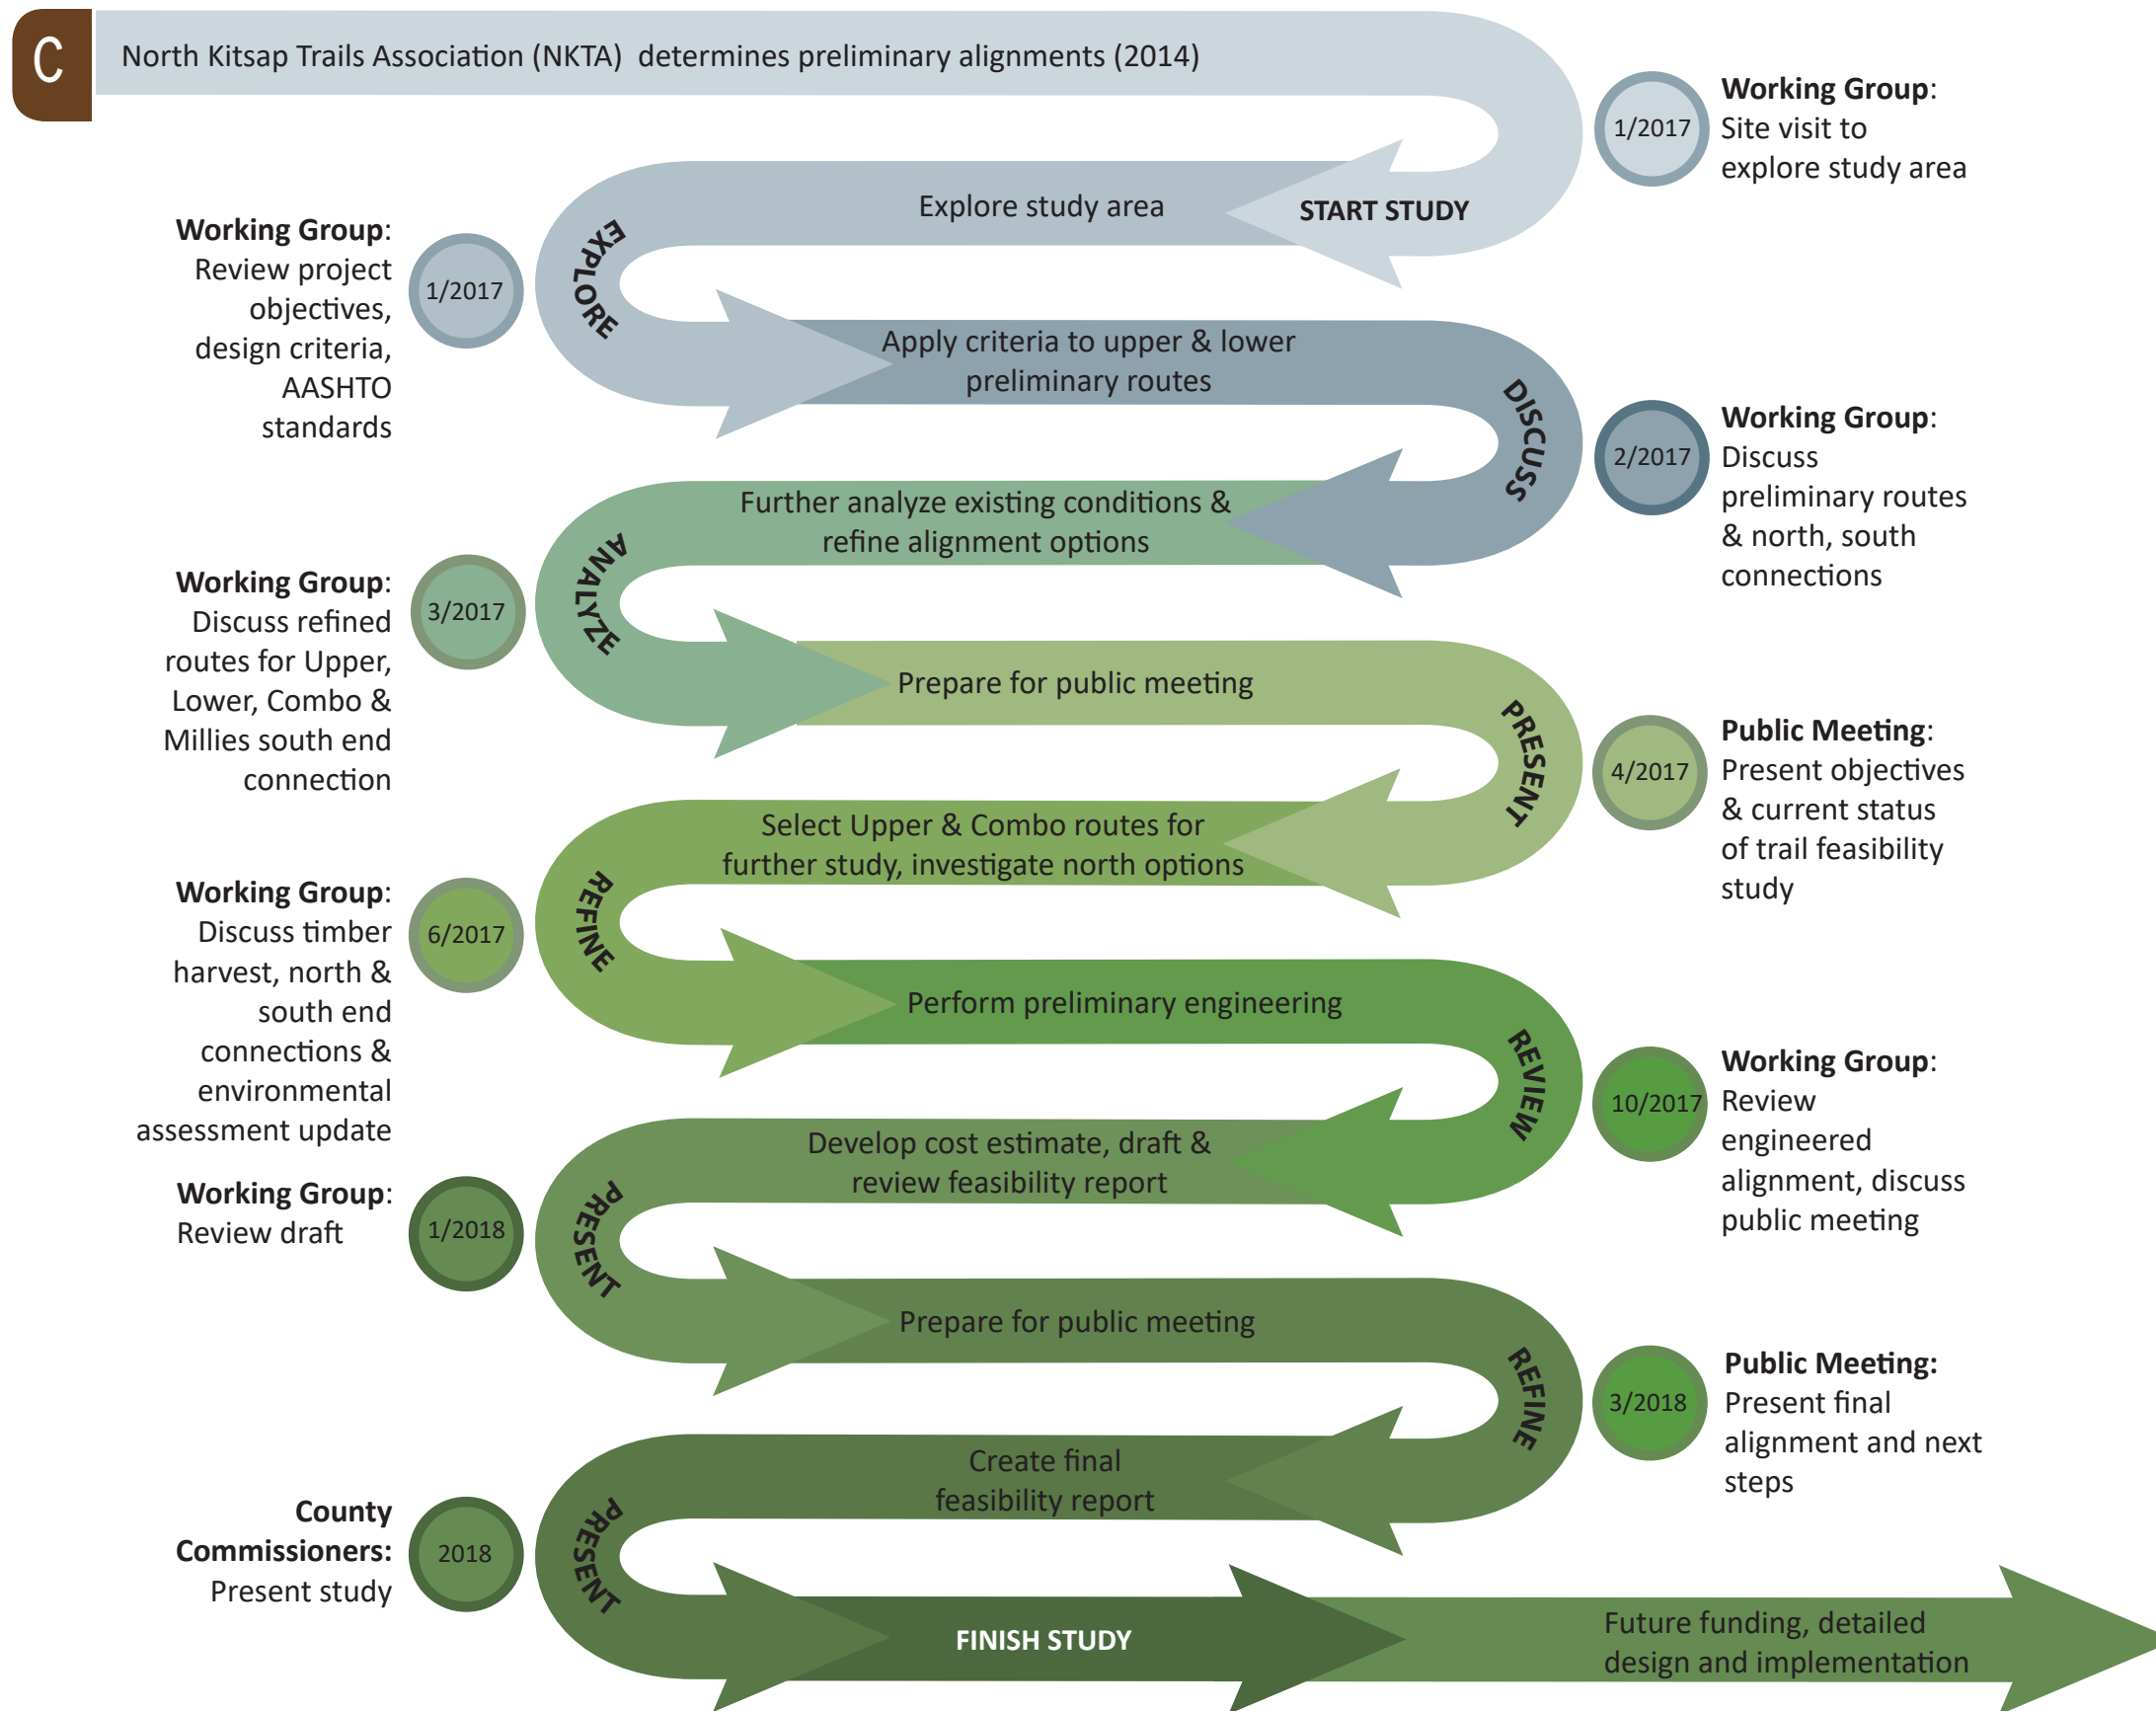 C
North Kitsap Trails Association (NKTA)  determines preliminary alignments (2014)
1/2017
Working Group:
Site visit to
explore study area
START STUDY
Explore study area
EXPLORE
Working Group:
Review project
objectives,
design criteria,
AASHTO
standards
1/2017
Apply criteria to upper & lower
preliminary routes
DISCUSS
2/2017
Working Group:
Discuss
preliminary routes
& north, south
connections
Further analyze existing conditions &
refine alignment options
ANALYZE
Working Group:
Discuss refined
routes for Upper,
Lower, Combo &
Millies south end
connection
3/2017
Prepare for public meeting
PRESENT
4/2017
Public Meeting:
Present objectives
& current status
of trail feasibility
study
Select Upper & Combo routes for
further study, investigate north options
REFINE
Working Group:
Discuss timber
harvest, north &
south end
connections &
environmental
assessment update
6/2017
Perform preliminary engineering
REVIEW
10/2017
Working Group:
Review
engineered
alignment, discuss
public meeting
Develop cost estimate, draft &
review feasibility report
PRESENT
Working Group:
Review draft
1/2018
Prepare for public meeting
REFINE
3/2018
Public Meeting:
Present final
alignment and next
steps
Create final
feasibility report
PRESENT
County
Commissioners:
Present study
2018
FINISH STUDY
Future funding, detailed
design and implementation